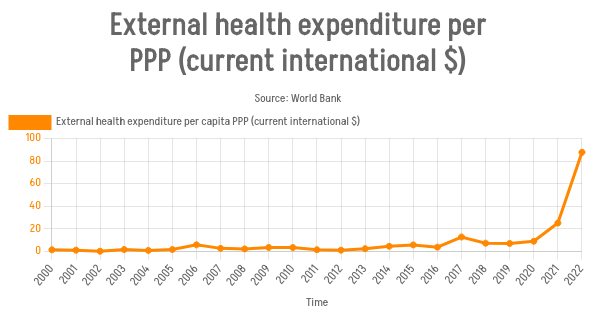 External health expenditure per
PPP (current international $)
Source: World Bank
External health expenditure per capita PPP (current international $)
100
80
60
40
20
0
2000 2001 2002 2003 2004 2005 2006 2007 2008 2009 2010 2011 2012 2013 2014 2015 2016 2017 2018 2019 2020 2021 2022
Time